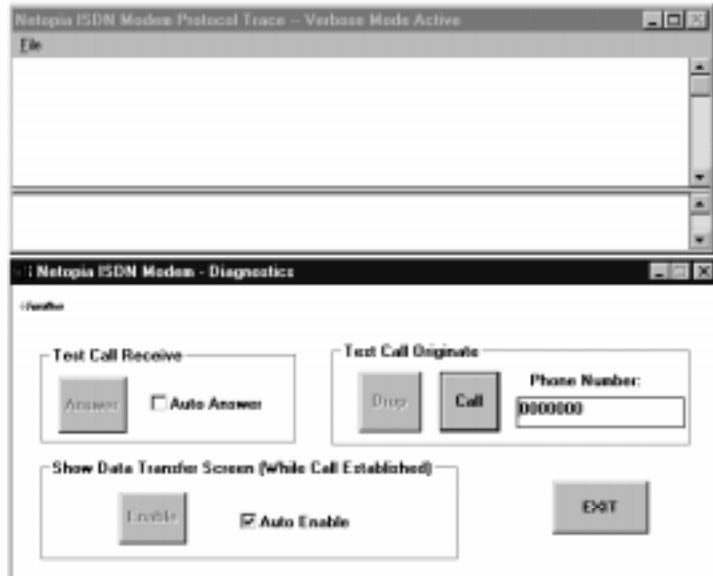 Netopia ISDN Modem Protocol Trace -- Verbose Mode Active
File
Netopia ISDN Modem - Diagnostics
Test Call Receive
Answer
Auto Answer
Test Call Originate
Drop
Call
Phone Number:
0000000
Show Data Transfer Screen (While Call Established)
Enable
Auto Enable
EXIT